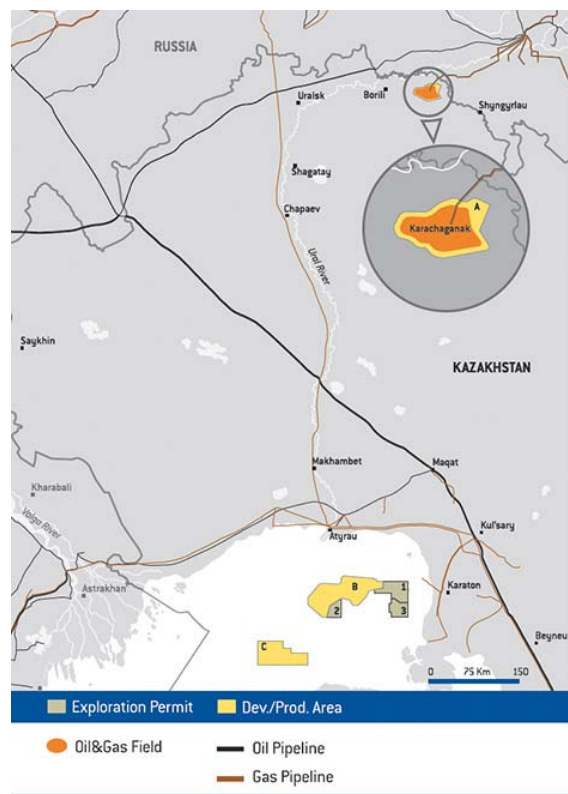 RUSSIA
Uralsk
Borili
Shyngyrlau
Shagatay
Chapaev
A
Karachaganak
Ural River
Saykhin
KAZAKHSTAN
Makhambet
Maqat
Kharabali
Volga River
Atyrau
Kul'sary
Astrakhan
B
1
Karaton
2
3
C
Beyneu
0 75 Km 150
Exploration Permit Dev./Prod. Area
Oil&Gas Field Oil Pipeline
Gas Pipeline